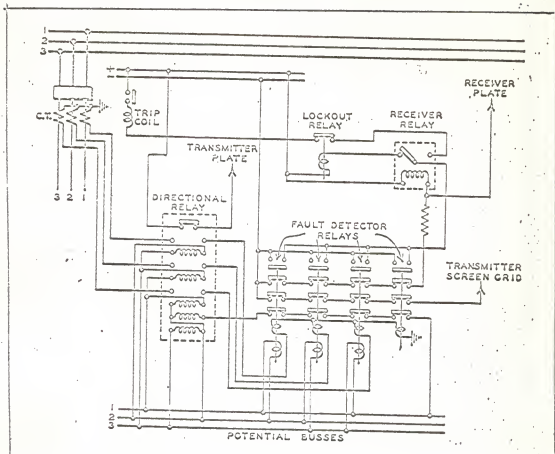 1
2
3
+
RECEIVER
PLATE
C.T.
TRIP
COIL
LOCKOUT
RELAY
RECEIVER
RELAY
TRANSMITTER
PLATE
3 2 1
DIRECTIONAL
RELAY
FAULT DETECTOR
RELAYS
TRANSMITTER
SCREEN GRID
1
2
3
POTENTIAL BUSSES